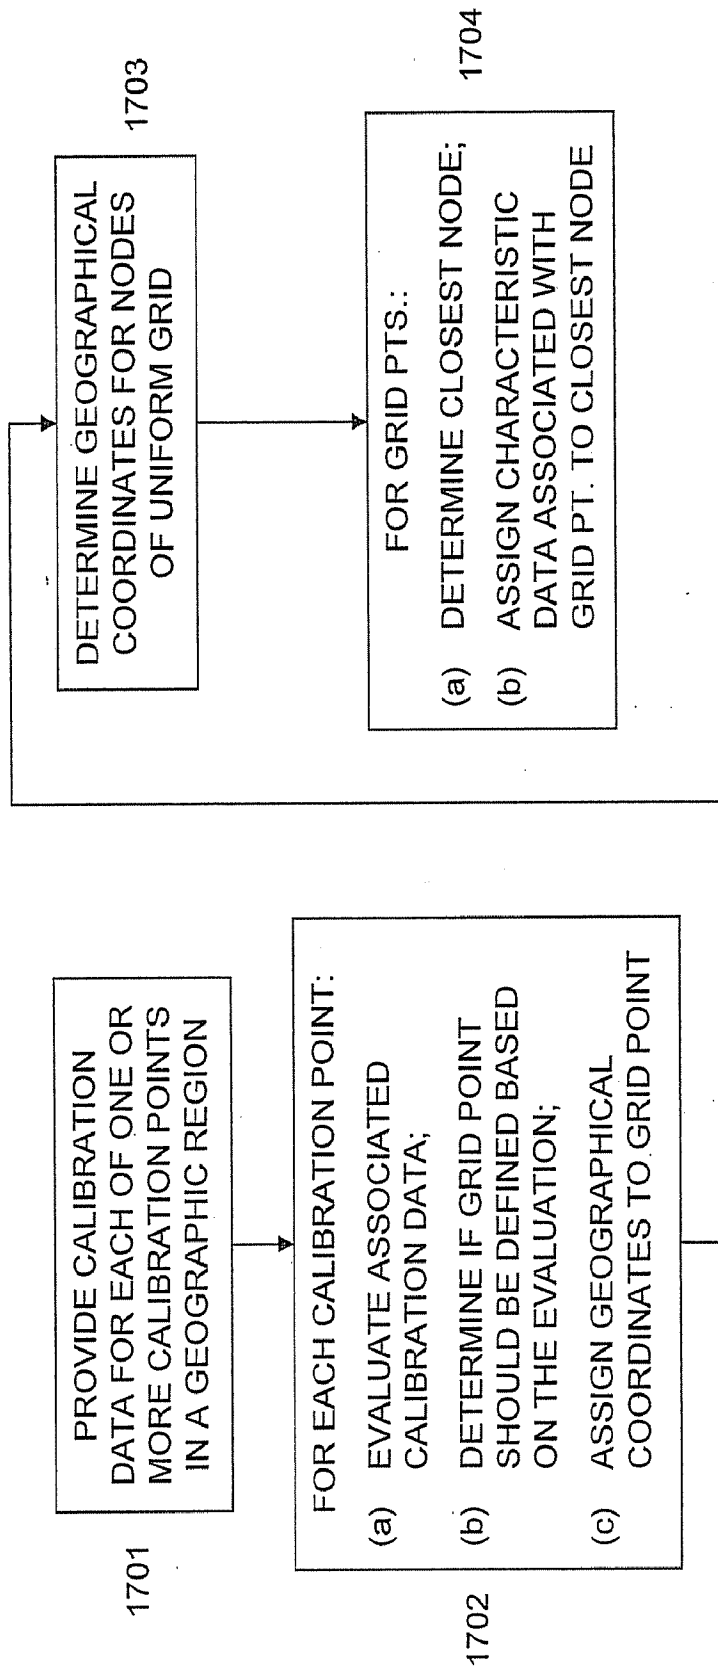 1701
PROVIDE CALIBRATION
DATA FOR EACH OF ONE OR
MORE CALIBRATION POINTS
IN A GEOGRAPHIC REGION
1702
FOR EACH CALIBRATION POINT:
(a) EVALUATE ASSOCIATED
CALIBRATION DATA;
(b) DETERMINE IF GRID POINT
SHOULD BE DEFINED BASED
ON THE EVALUATION;
(c) ASSIGN GEOGRAPHICAL
COORDINATES TO GRID POINT
DETERMINE GEOGRAPHICAL
COORDINATES FOR NODES
OF UNIFORM GRID
1703
FOR GRID PTS.:
(a) DETERMINE CLOSEST NODE;
(b) ASSIGN CHARACTERISTIC
DATA ASSOCIATED WITH
GRID PT. TO CLOSEST NODE
1704